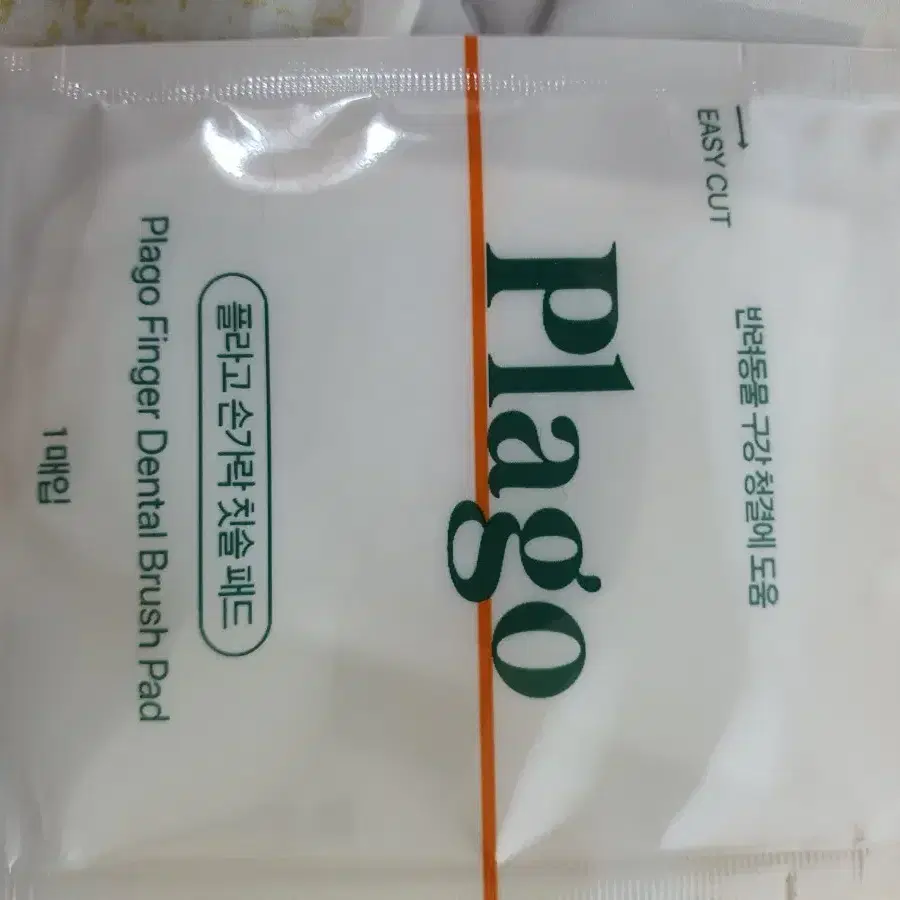 →
EASY CUT
반려동물 구강 청결에 도움
Plago
플라고 손가락 칫솔 패드
Plago Finger Dental Brush Pad
1매입